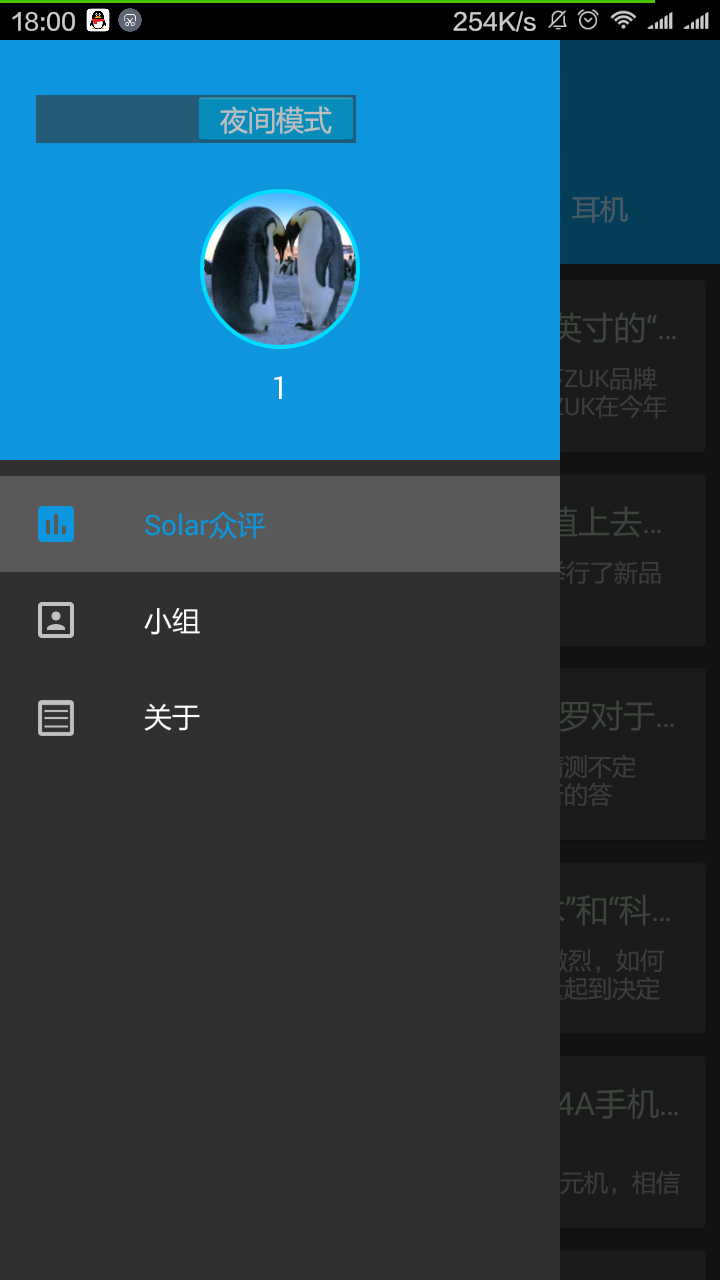 18:00
254K/s
夜间模式
耳机
1
英寸的“...
ZUK品牌
ZUK在今年
Solar众评
值上去...
行了新品
小组
关于
罗对于...
猜测不定
的答
”和“科...
激烈，如何
起到决定
4A手机...
元机，相信